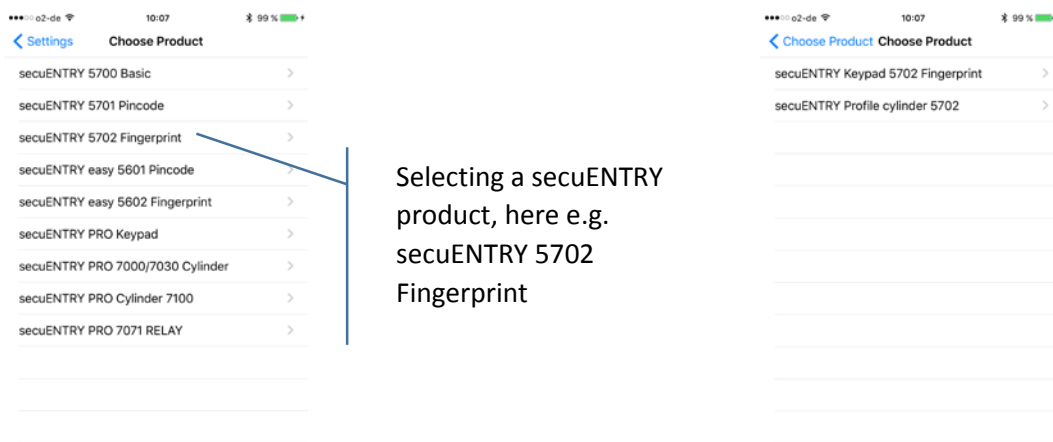 o2-de 10:07 99 %
Settings Choose Product
secuENTRY 5700 Basic
secuENTRY 5701 Pincode
secuENTRY 5702 Fingerprint
secuENTRY easy 5601 Pincode
secuENTRY easy 5602 Fingerprint
secuENTRY PRO Keypad
secuENTRY PRO 7000/7030 Cylinder
secuENTRY PRO Cylinder 7100
secuENTRY PRO 7071 RELAY
Selecting a secuENTRY
product, here e.g.
secuENTRY 5702
Fingerprint
o2-de 10:07 99 %
Choose Product Choose Product
secuENTRY Keypad 5702 Fingerprint
secuENTRY Profile cylinder 5702